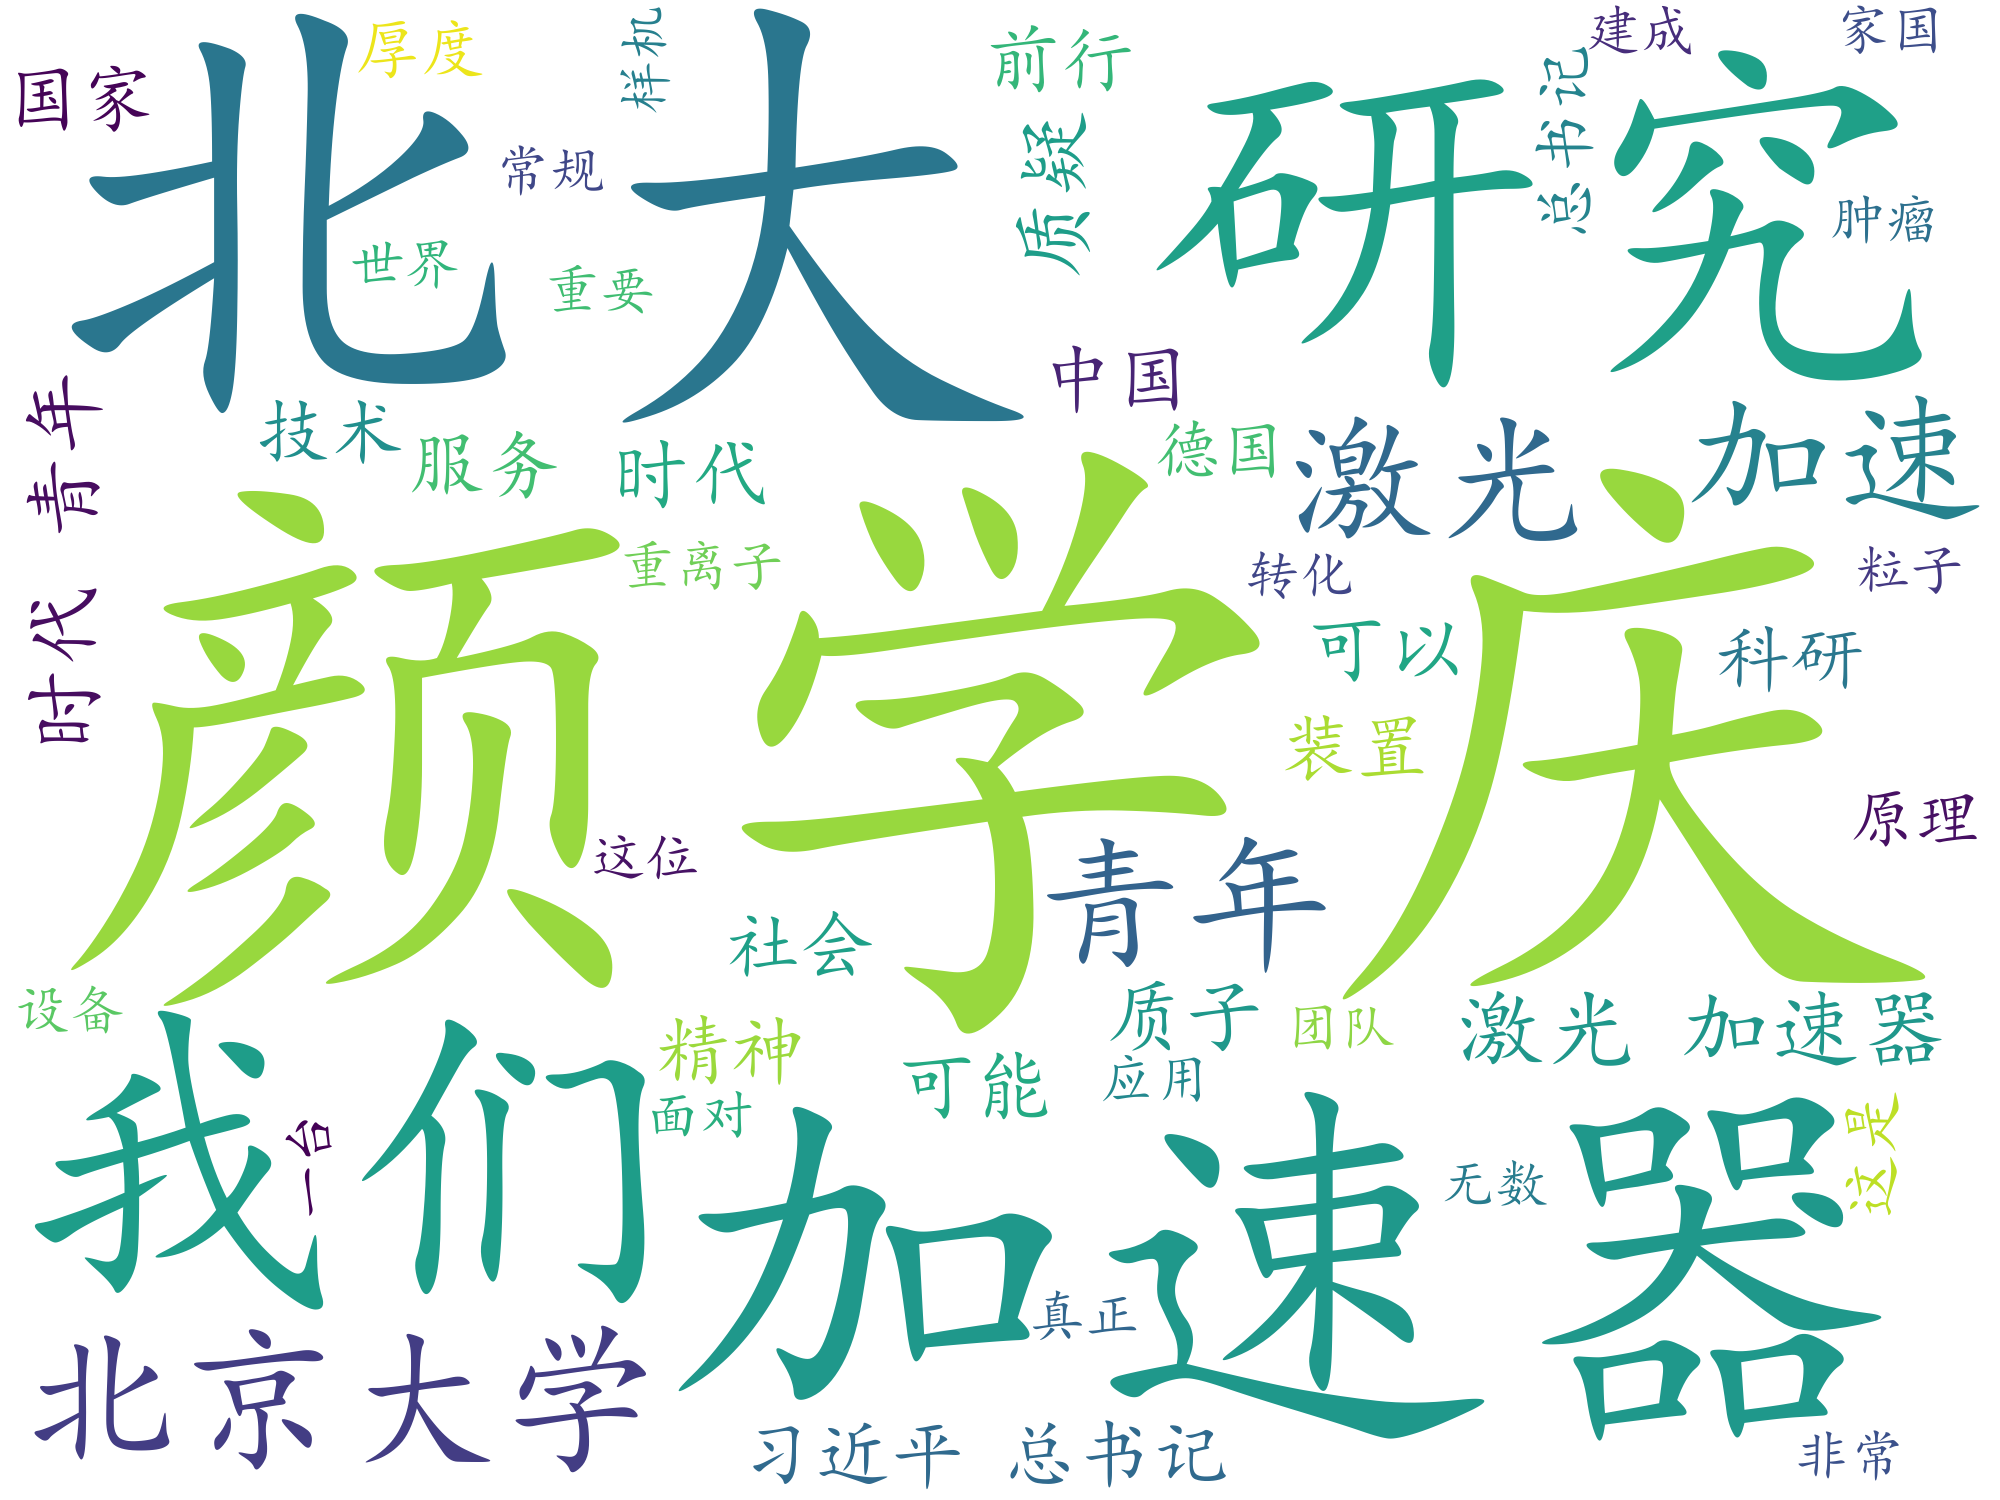 北大
研究
国家
厚度
样机
前行
建成
家国
总书记
常规
质疑
肿瘤
世界
重要
中国
时代 青年
技术
服务
时代
德国
激光
加速
颜学庆
重离子
转化
粒子
可以
科研
装置
原理
这位
青年
社会
设备
精神
质子
团队
激光 加速器
我们
一台
面对
可能
应用
加速器
无数
这是
真正
北京大学
习近平 总书记
非常